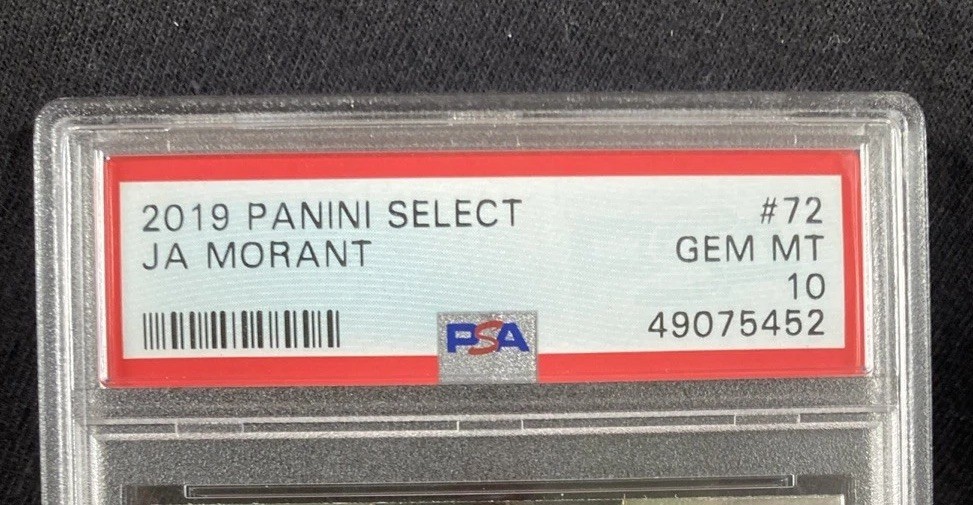 2019 PANINI SELECT #72
JA MORANT GEM MT
10
PSA 49075452